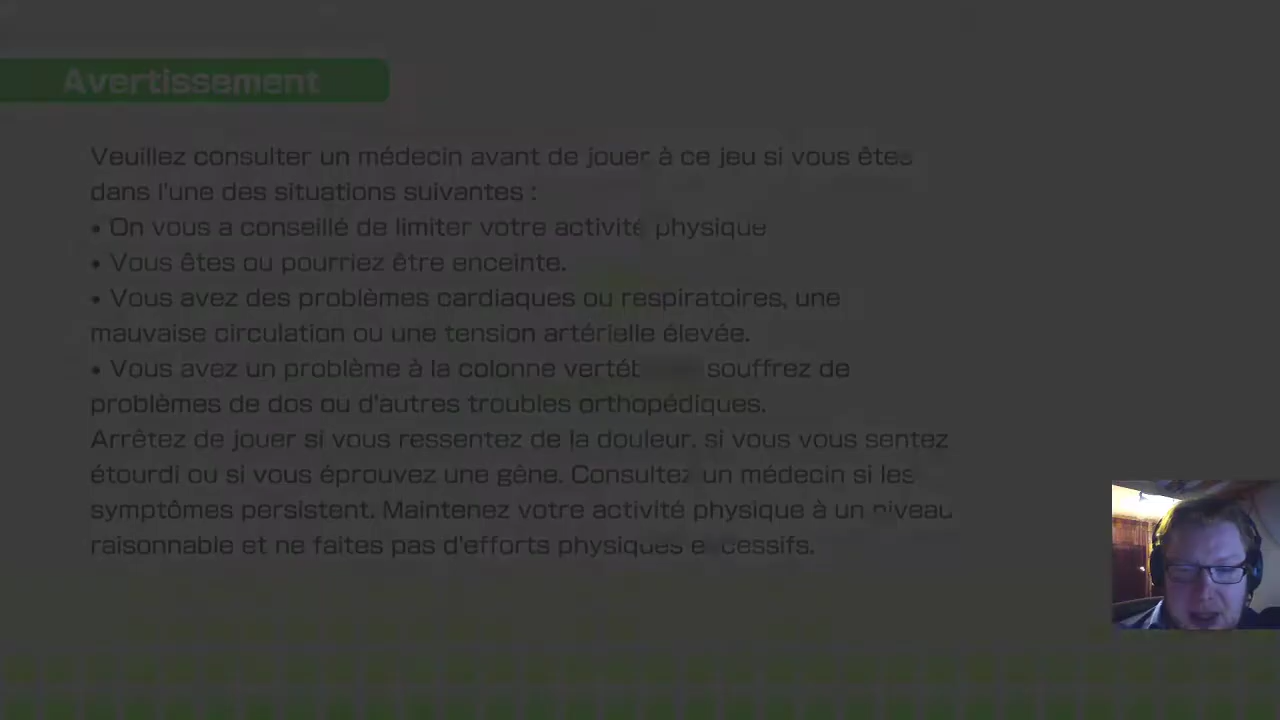 Avertissement
Veuillez consulter un médecin avant de jouer à ce jeu si vous êtes
dans l'une des situations suivantes :
• On vous a conseillé de limiter votre activité physique
• Vous êtes ou pourriez être enceinte.
• Vous avez des problèmes cardiaques ou respiratoires, une
mauvaise circulation ou une tension artérielle élevée.
• Vous avez un problème à la colonne souffrez de
problèmes de dos ou d'autres troubles orthopédiques.
Arrêtez de jouer si vous ressentez de la douleur, si vous vous sentez
étourdi ou si vous éprouvez une gêne. Consultez un médecin si les
symptômes persistent. Maintenez votre activité physique à un niveau
raisonnable et ne faites pas d'efforts physiques excessifs.